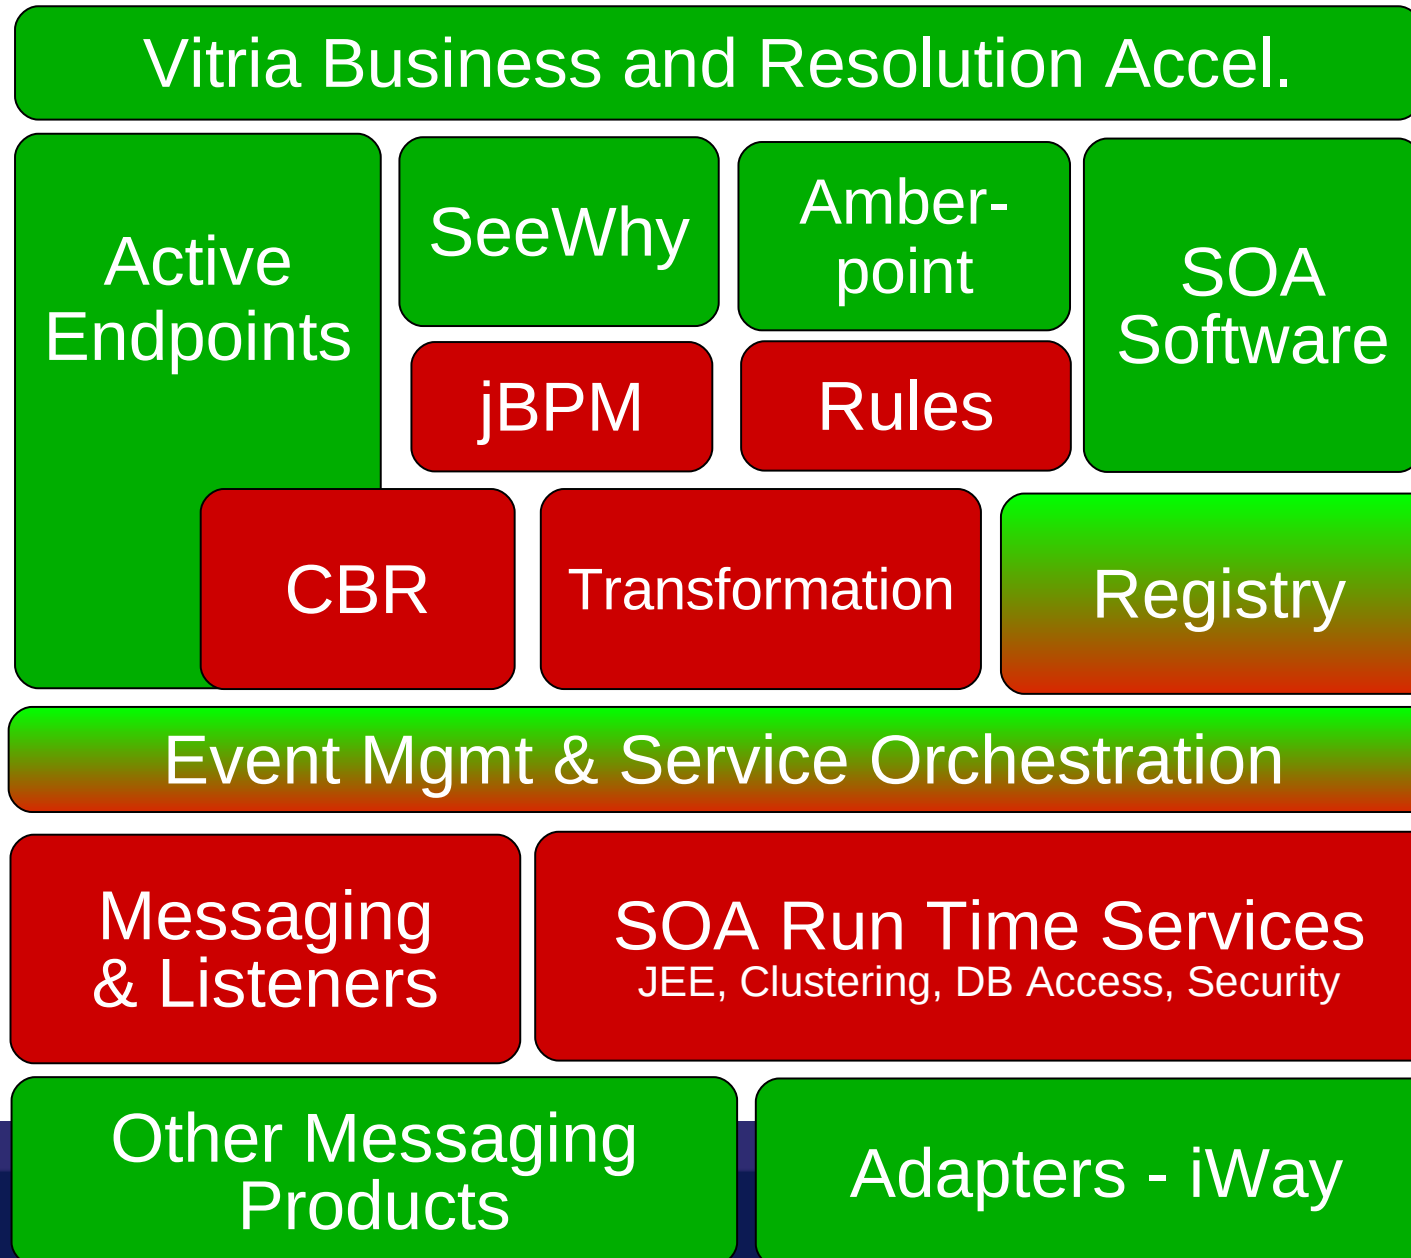 Vitria Business and Resolution Accel.
Active
Endpoints
SeeWhy
Amber-
point
SOA
Software
jBPM
Rules
CBR
Transformation
Registry
Event Mgmt & Service Orchestration
Messaging
& Listeners
SOA Run Time Services
JEE, Clustering, DB Access, Security
Other Messaging
Products
Adapters - iWay